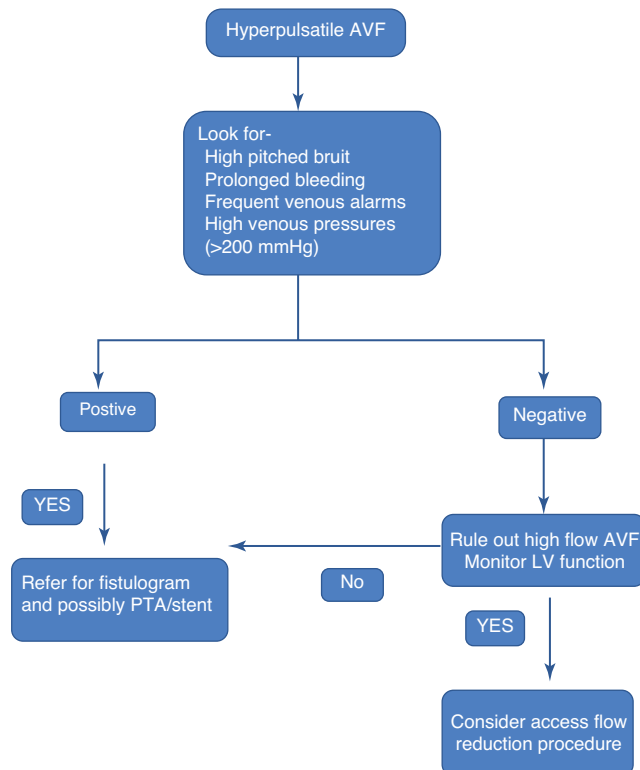 Hyperpulsatile AVF
Look for-
High pitched bruit
Prolonged bleeding
Frequent venous alarms
High venous pressures
(>200 mmHg)
Postive
Negative
YES
Rule out high flow AVF
Monitor LV function
Refer for fistulogram
and possibly PTA/stent
No
YES
Consider access flow
reduction procedure